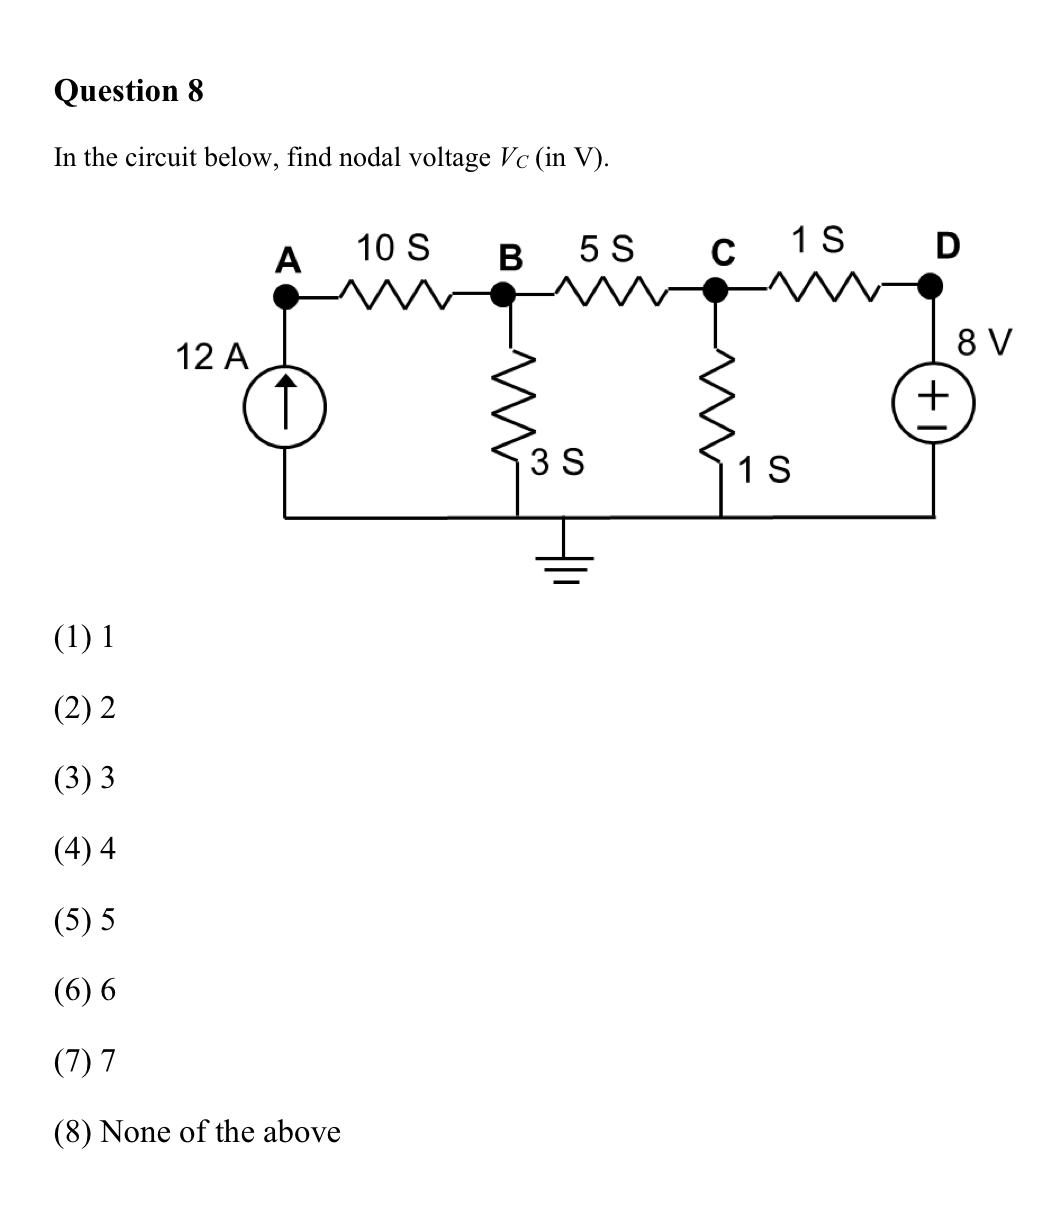 Question 8
In the circuit below, find nodal voltage VC (in V).
A 10 S B 5 S C 1 S D
12 A 8 V
3 S 1 S
(1) 1
(2) 2
(3) 3
(4) 4
(5) 5
(6) 6
(7) 7
(8) None of the above